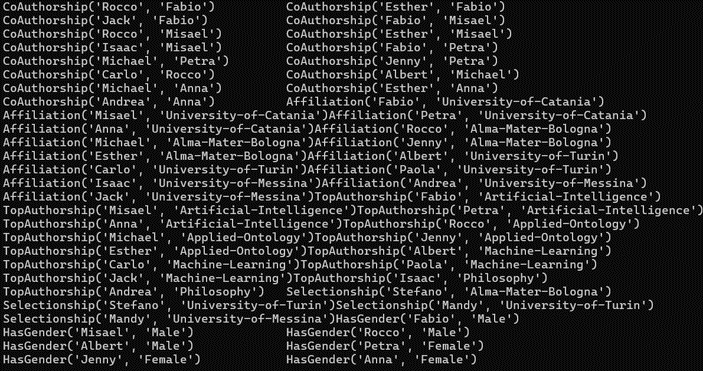 CoAuthorship('Rocco', 'Fabio')          CoAuthorship('Esther', 'Fabio')
CoAuthorship('Jack', 'Fabio')           CoAuthorship('Fabio', 'Misael')
CoAuthorship('Rocco', 'Misael')         CoAuthorship('Esther', 'Misael')
CoAuthorship('Isaac', 'Misael')         CoAuthorship('Fabio', 'Petra')
CoAuthorship('Michael', 'Petra')        CoAuthorship('Jenny', 'Petra')
CoAuthorship('Carlo', 'Rocco')          CoAuthorship('Albert', 'Michael')
CoAuthorship('Michael', 'Anna')         CoAuthorship('Esther', 'Anna')
CoAuthorship('Andrea', 'Anna')          Affiliation('Fabio', 'University-of-Catania')
Affiliation('Misael', 'University-of-Catania')Affiliation('Petra', 'University-of-Catania')
Affiliation('Anna', 'University-of-Catania')Affiliation('Rocco', 'Alma-Mater-Bologna')
Affiliation('Michael', 'Alma-Mater-Bologna')Affiliation('Jenny', 'Alma-Mater-Bologna')
Affiliation('Esther', 'Alma-Mater-Bologna')Affiliation('Albert', 'University-of-Turin')
Affiliation('Carlo', 'University-of-Turin')Affiliation('Paola', 'University-of-Turin')
Affiliation('Isaac', 'University-of-Messina')Affiliation('Andrea', 'University-of-Messina')
Affiliation('Jack', 'University-of-Messina')TopAuthorship('Fabio', 'Artificial-Intelligence')
TopAuthorship('Misael', 'Artificial-Intelligence')TopAuthorship('Petra', 'Artificial-Intelligence')
TopAuthorship('Anna', 'Artificial-Intelligence')TopAuthorship('Rocco', 'Applied-Ontology')
TopAuthorship('Michael', 'Applied-Ontology')TopAuthorship('Jenny', 'Applied-Ontology')
TopAuthorship('Esther', 'Applied-Ontology')TopAuthorship('Albert', 'Machine-Learning')
TopAuthorship('Carlo', 'Machine-Learning')TopAuthorship('Paola', 'Machine-Learning')
TopAuthorship('Jack', 'Machine-Learning')TopAuthorship('Isaac', 'Philosophy')
TopAuthorship('Andrea', 'Philosophy')   Selectionship('Stefano', 'Alma-Mater-Bologna')
Selectionship('Stefano', 'University-of-Turin')Selectionship('Mandy', 'University-of-Turin')
Selectionship('Mandy', 'University-of-Messina')HasGender('Fabio', 'Male')
HasGender('Misael', 'Male')             HasGender('Rocco', 'Male')
HasGender('Albert', 'Male')             HasGender('Petra', 'Female')
HasGender('Jenny', 'Female')            HasGender('Anna', 'Female')